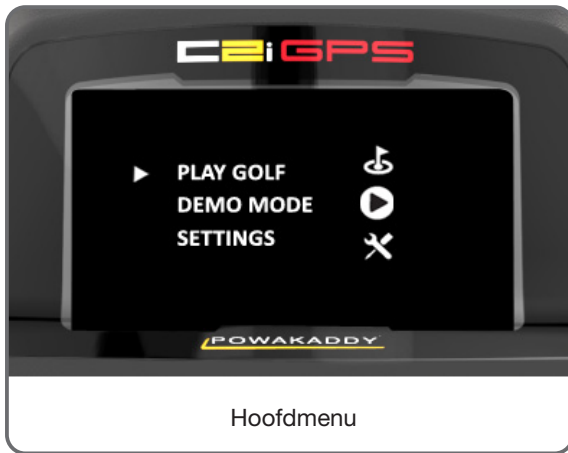 C2i GPS
PLAY GOLF
DEMO MODE
SETTINGS
POWAKADDY
Hoofdmenu